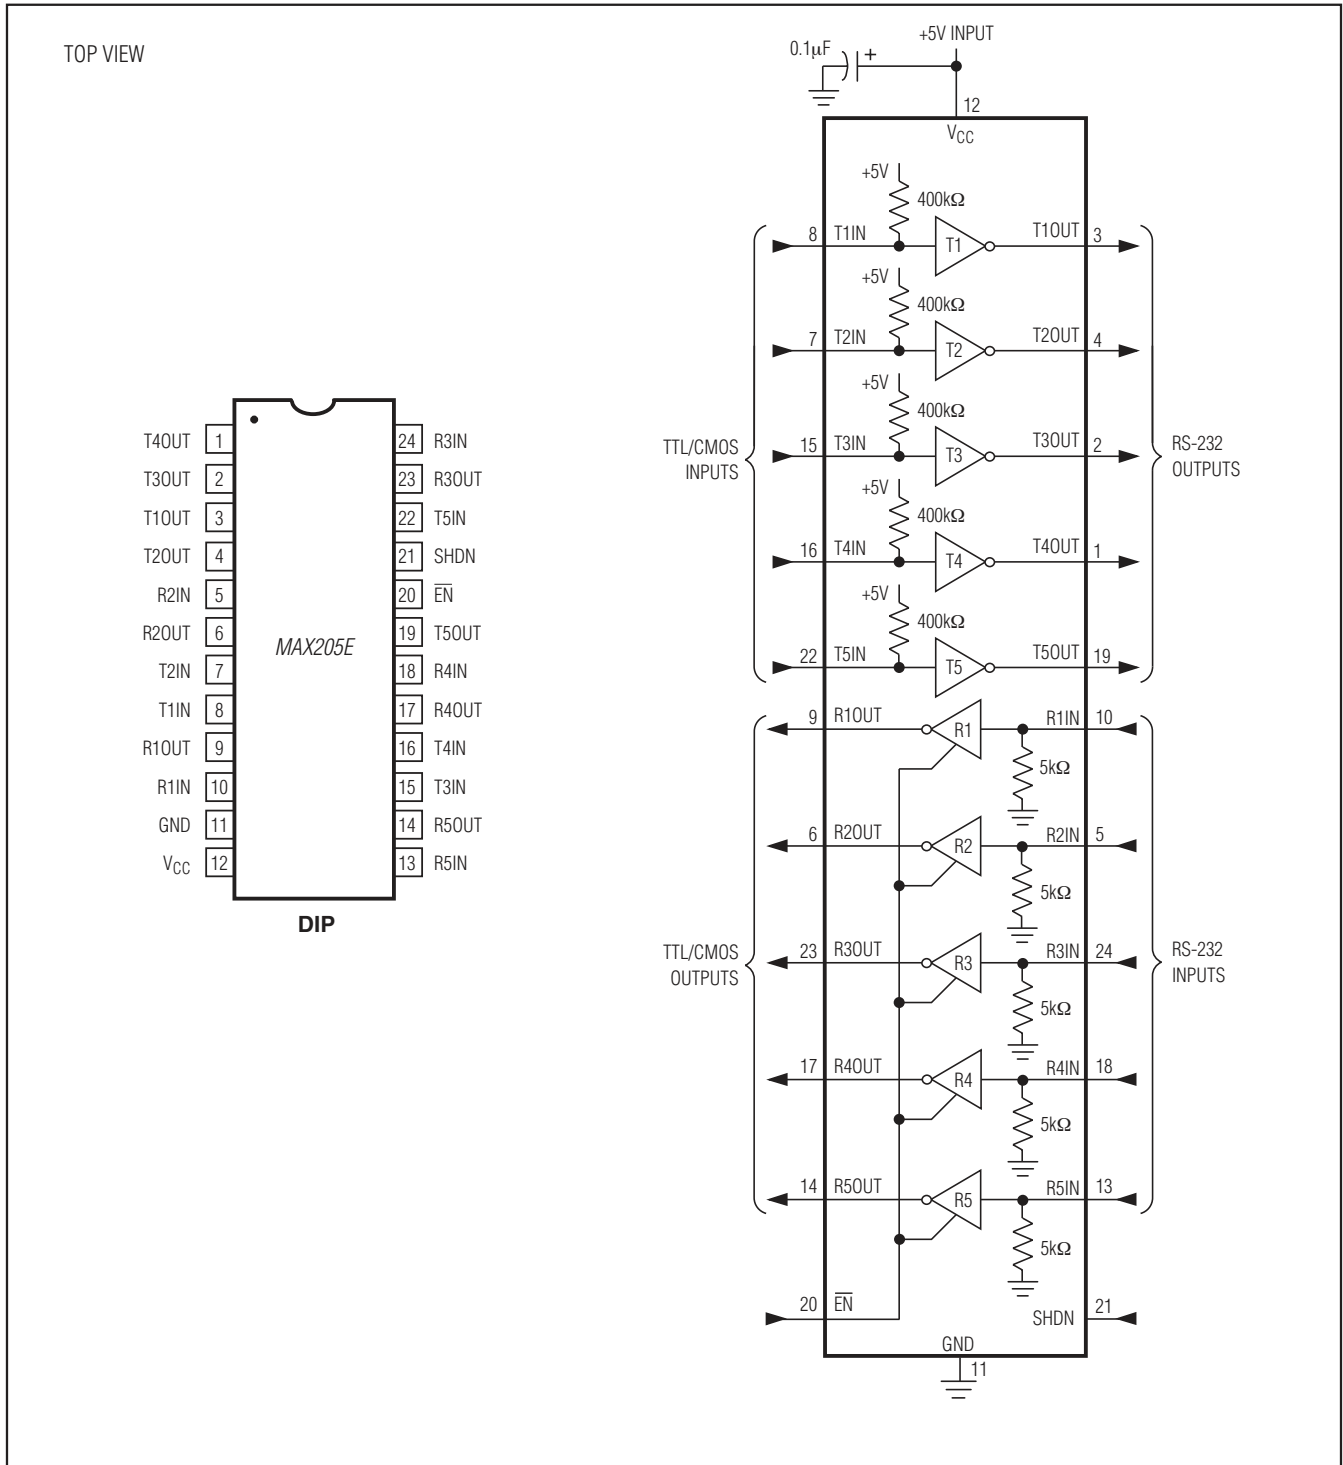 TOP VIEW
T4OUT 1
T3OUT 2
T1OUT 3
T2OUT 4
R2IN 5
R2OUT 6
T2IN 7
T1IN 8
R1OUT 9
R1IN 10
GND 11
VCC 12
24 R3IN
23 R3OUT
22 T5IN
21 SHDN
20 E̅N̅
19 T5OUT
18 R4IN
17 R4OUT
16 T4IN
15 T3IN
14 R5OUT
13 R5IN
MAX205E
DIP
+5V INPUT
0.1µF +
12
VCC
+5V
400kΩ
8 T1IN T1 T1OUT 3
+5V
400kΩ
7 T2IN T2 T2OUT 4
+5V
400kΩ
15 T3IN T3 T3OUT 2
+5V
400kΩ
16 T4IN T4 T4OUT 1
+5V
400kΩ
22 T5IN T5 T5OUT 19
TTL/CMOS
INPUTS
RS-232
OUTPUTS
9 R1OUT R1 R1IN 10
5kΩ
6 R2OUT R2 R2IN 5
5kΩ
23 R3OUT R3 R3IN 24
5kΩ
17 R4OUT R4 R4IN 18
5kΩ
14 R5OUT R5 R5IN 13
5kΩ
TTL/CMOS
OUTPUTS
RS-232
INPUTS
20 E̅N̅
SHDN 21
GND
11